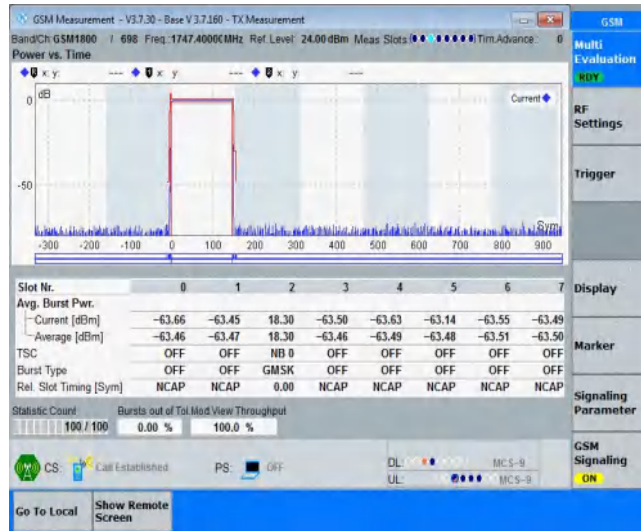 GSM Measurement - V3.7.30 - Base V 3.7.160 - TX Measurement
GSM
Band/Ch: GSM1800 / 698 Freq.: 1747.4000 MHz Ref. Level: 24.00 dBm Meas Slots Tim.Advance: 0
Multi Evaluation
RDY
Power vs. Time
x: y: --- x: y: --- x: y: ---
dB
Current
0
-50
Sym
-300 -200 -100 0 100 200 300 400 500 600 700 800 900
RF Settings
Trigger
Slot Nr. 0 1 2 3 4 5 6 7
Avg. Burst Pwr.
Current [dBm] -63.66 -63.45 18.30 -63.50 -63.63 -63.14 -63.55 -63.49
Average [dBm] -63.46 -63.47 18.30 -63.46 -63.49 -63.48 -63.51 -63.50
TSC OFF OFF NB 0 OFF OFF OFF OFF OFF
Burst Type OFF OFF GMSK OFF OFF OFF OFF OFF
Rel. Slot Timing [Sym] NCAP NCAP 0.00 NCAP NCAP NCAP NCAP NCAP
Display
Marker
Signaling Parameter
Statistic Count Bursts out of Tol. Mod View Throughput
100 / 100 0.00 % 100.0 %
CS: Call Established PS: OFF DL: MCS-9
UL: MCS-9
GSM Signaling
ON
Go To Local
Show Remote Screen